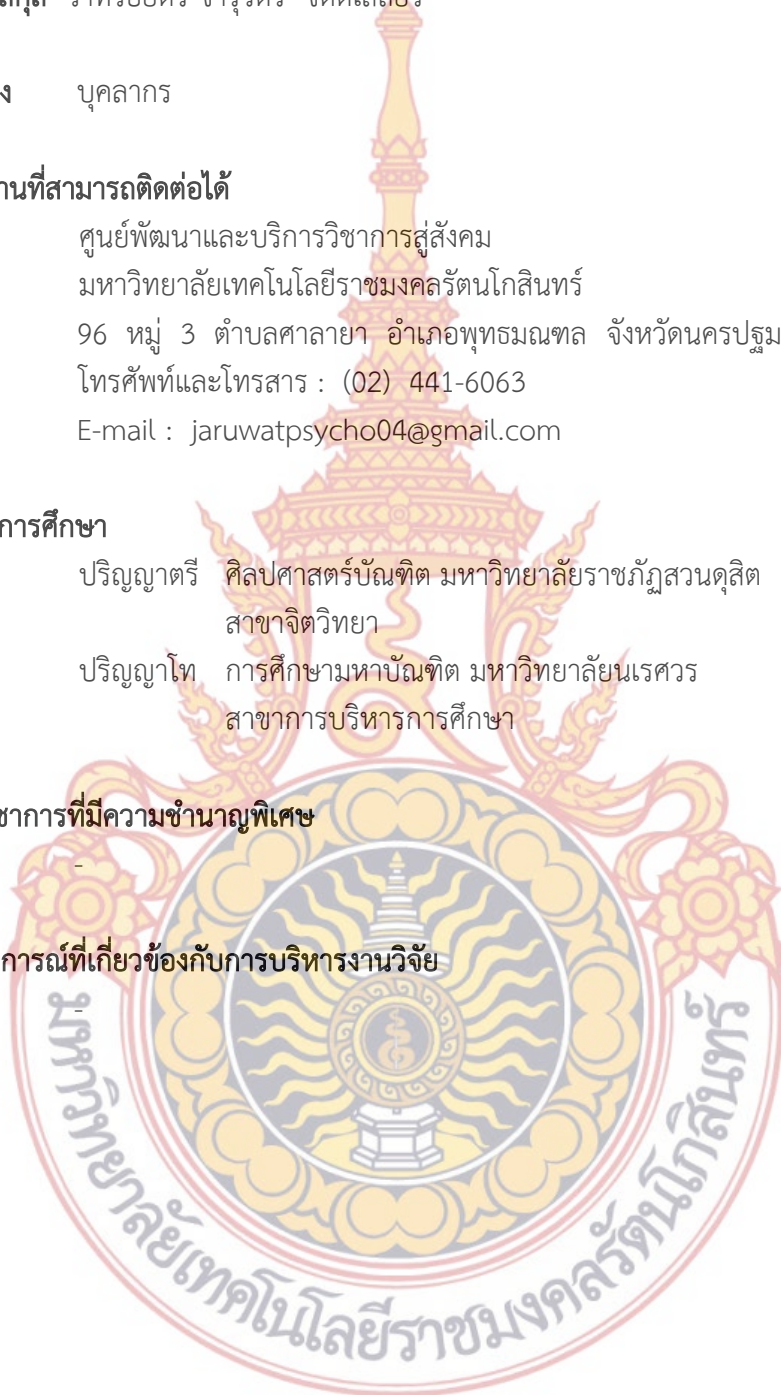 บุคลากร
ศูนย์พัฒนาและบริการวิชาการสู่สังคม
มหาวิทยาลัยเทคโนโลยีราชมงคลรัตนโกสินทร์
96 หมู่ 3 ตำบลศาลายา อำเภอพุทธมณฑล จังหวัดนครปฐม
โทรศัพท์และโทรสาร : (02) 441-6063
E-mail : jaruwatpsycho04@gmail.com
การศึกษา
ปริญญาตรี ศิลปศาสตร์บัณฑิต มหาวิทยาลัยราชภัฏสวนดุสิต
สาขาจิตวิทยา
ปริญญาโท การศึกษามหาบัณฑิต มหาวิทยาลัยนเรศวร
สาขาการบริหารการศึกษา
ชาการที่มีความชำนาญพิเศษ
-
การณ์ที่เกี่ยวข้องกับการบริหารงานวิจัย
-
มหาวิทยาลัยเทคโนโลยีราชมงคลรัตนโกสินทร์